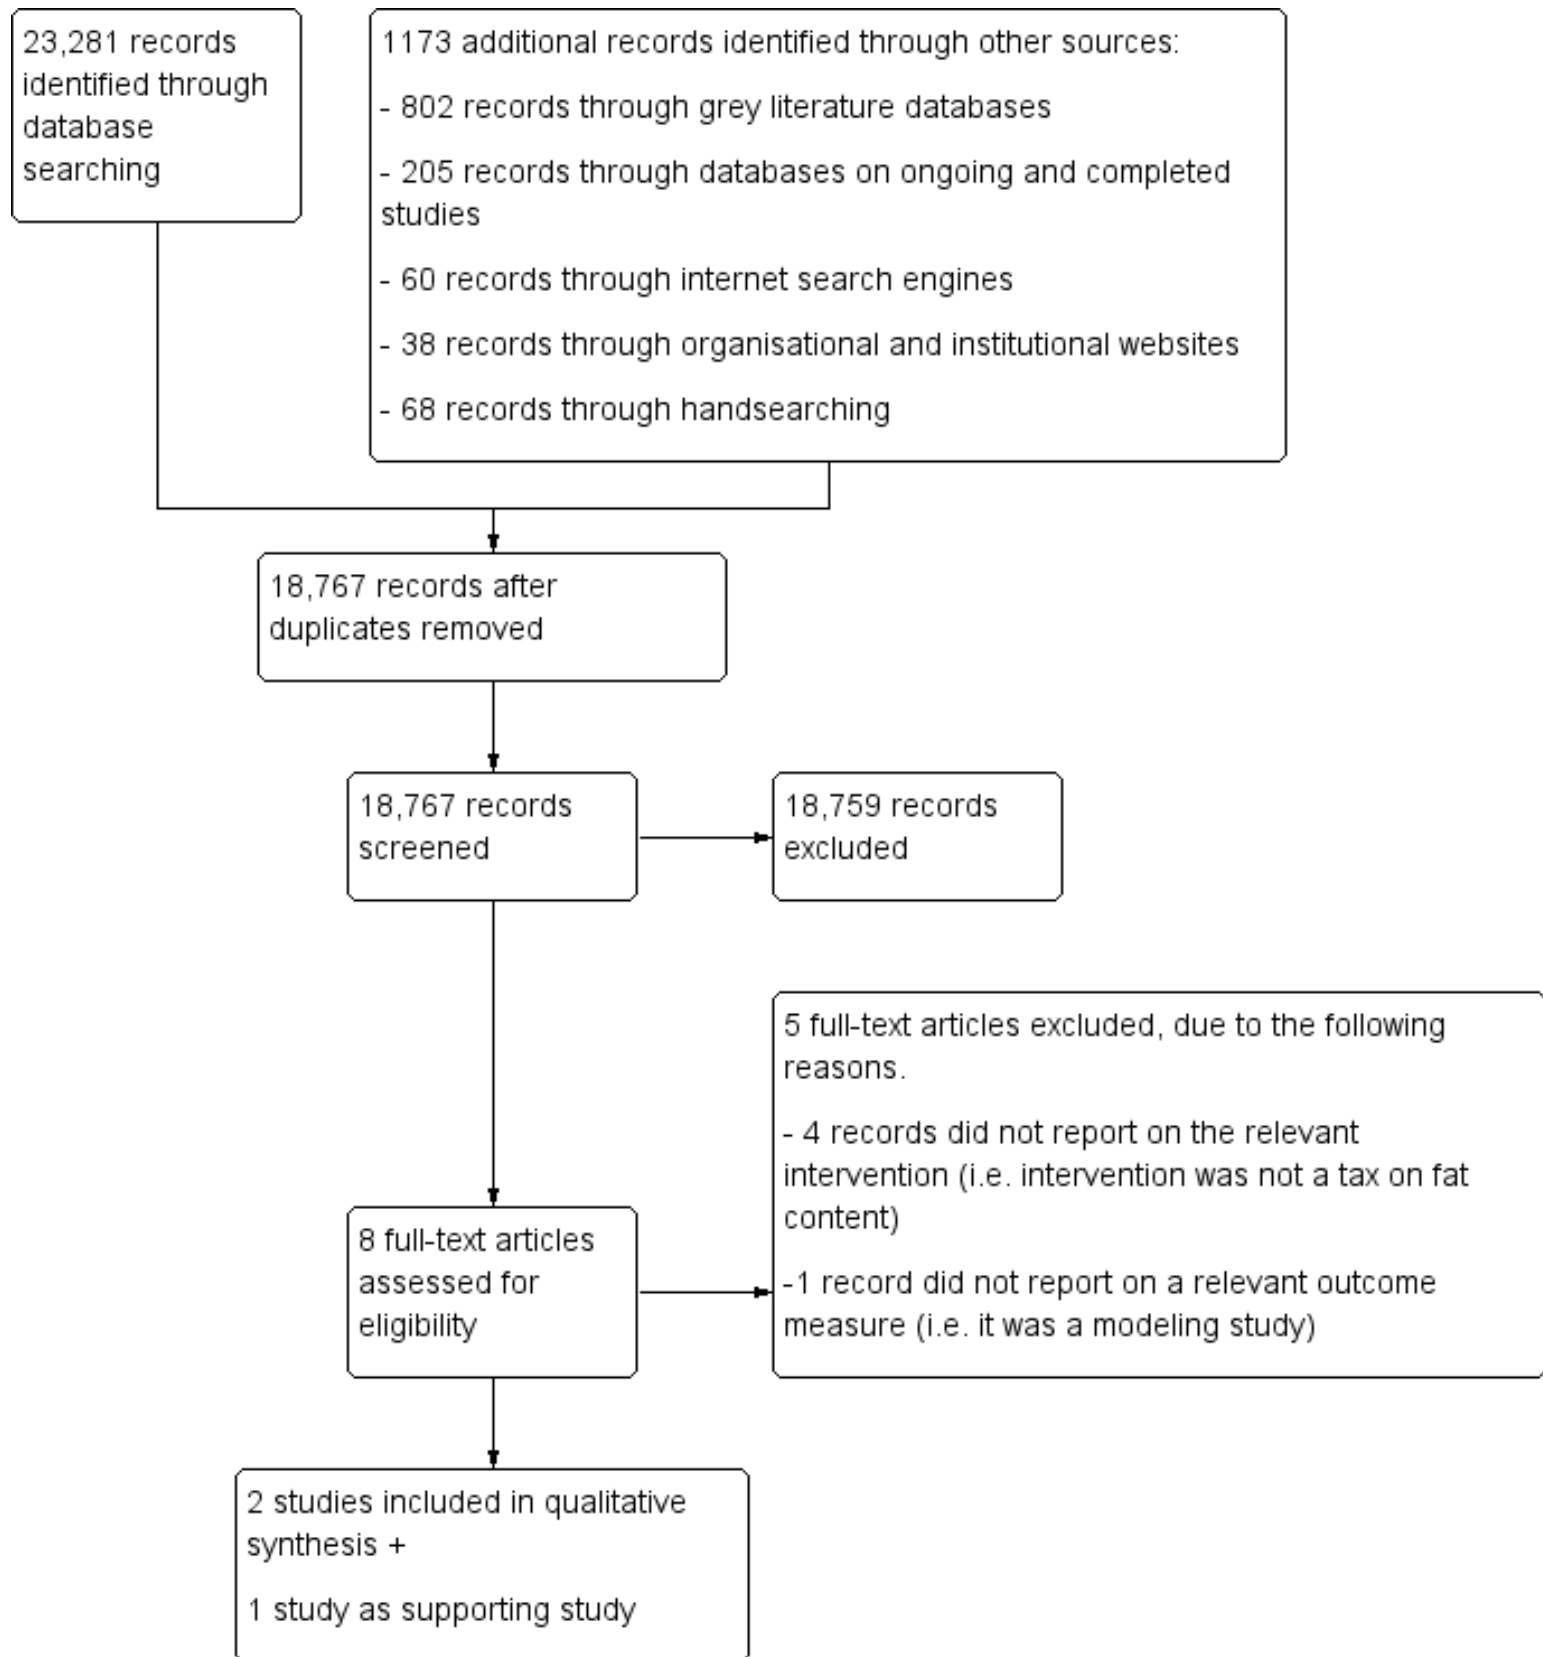 23,281 records
identified through
database
searching
1173 additional records identified through other sources:
- 802 records through grey literature databases
- 205 records through databases on ongoing and completed
studies
- 60 records through internet search engines
- 38 records through organisational and institutional websites
- 68 records through handsearching
18,767 records after
duplicates removed
18,767 records
screened
18,759 records
excluded
8 full-text articles
assessed for
eligibility
5 full-text articles excluded, due to the following
reasons.
- 4 records did not report on the relevant
intervention (i.e. intervention was not a tax on fat
content)
-1 record did not report on a relevant outcome
measure (i.e. it was a modeling study)
2 studies included in qualitative
synthesis +
1 study as supporting study